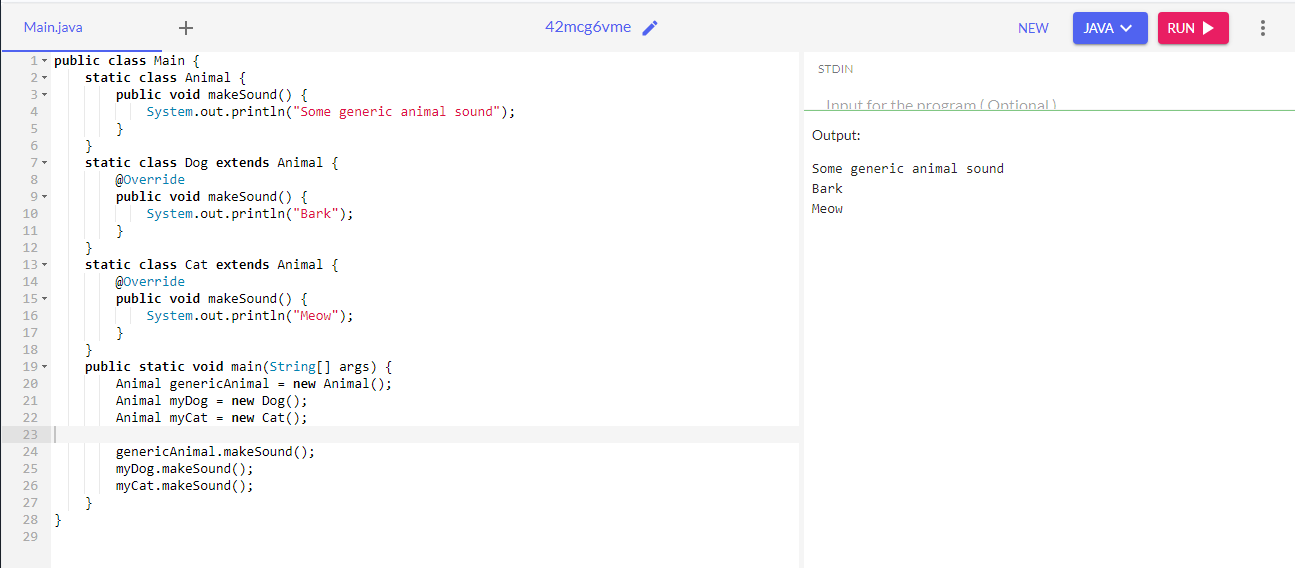 Main.java + 42mcg6vme NEW JAVA RUN
1 public class Main {
2 static class Animal {
3 public void makeSound() {
4 System.out.println("Some generic animal sound");
5 }
6 }
7 static class Dog extends Animal {
8 @Override
9 public void makeSound() {
10 System.out.println("Bark");
11 }
12 }
13 static class Cat extends Animal {
14 @Override
15 public void makeSound() {
16 System.out.println("Meow");
17 }
18 }
19 public static void main(String[] args) {
20 Animal genericAnimal = new Animal();
21 Animal myDog = new Dog();
22 Animal myCat = new Cat();
23
24 genericAnimal.makeSound();
25 myDog.makeSound();
26 myCat.makeSound();
27 }
28 }
29
STDIN
Input for the program ( Optional )
Output:
Some generic animal sound
Bark
Meow